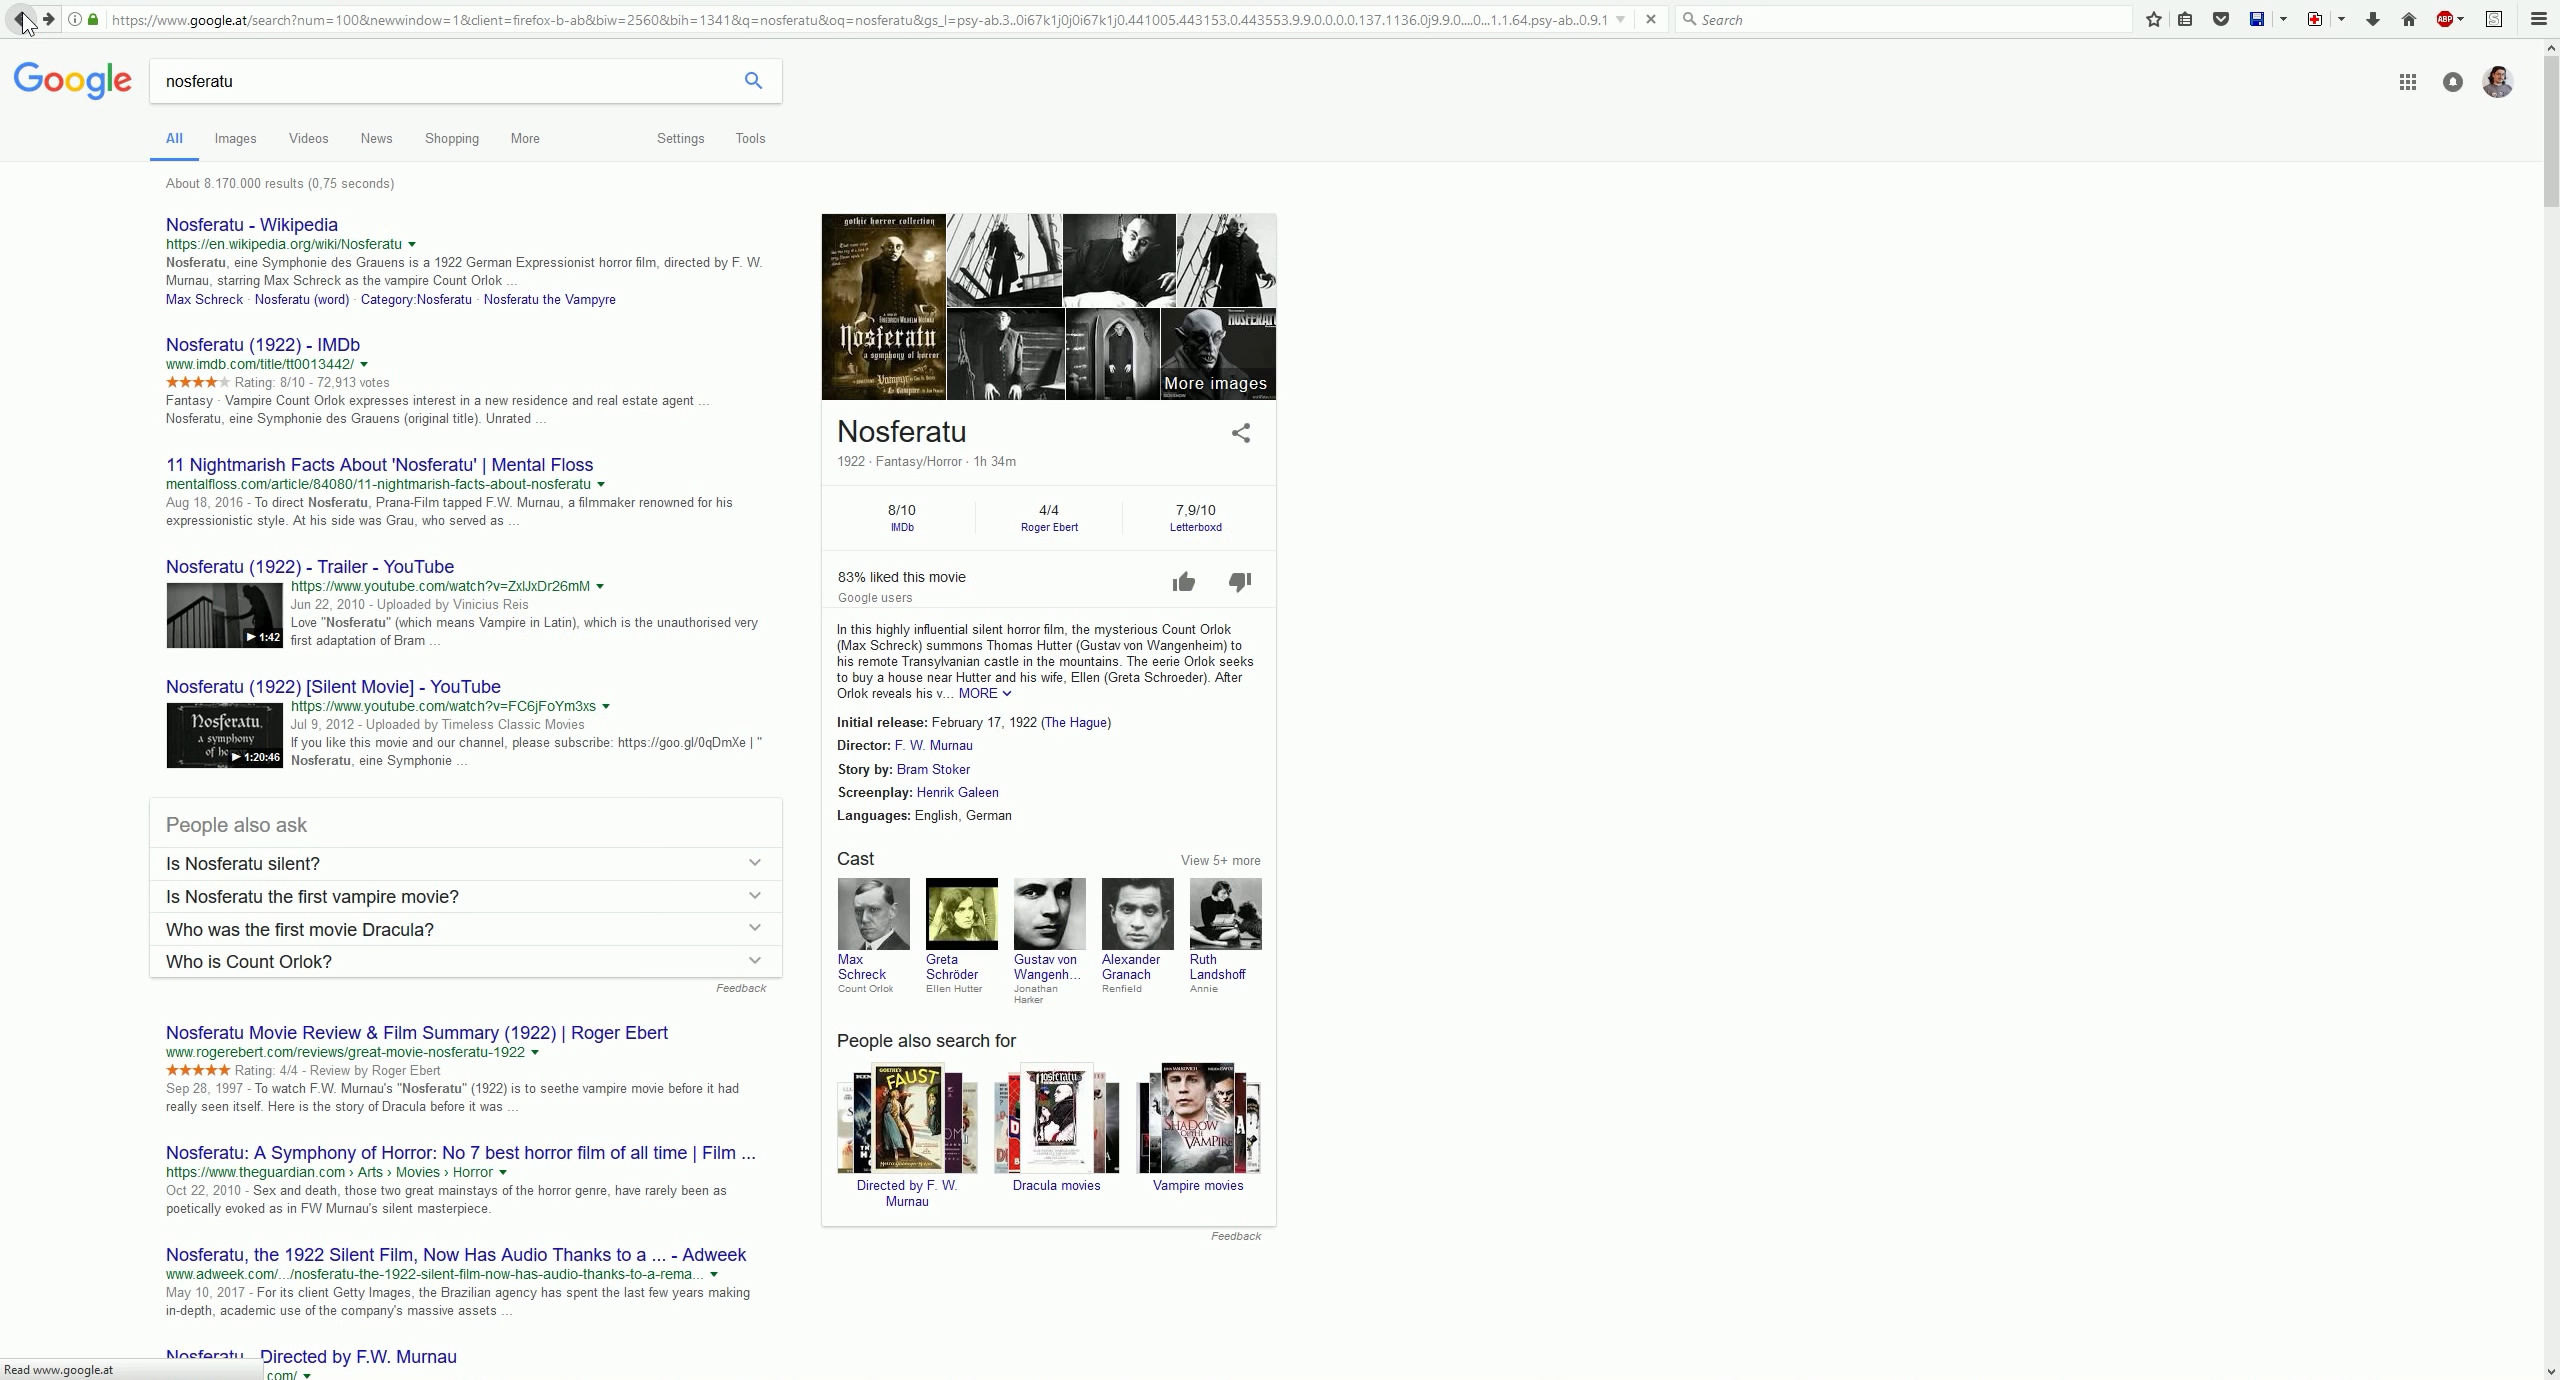 https://www.google.at/search?num=100&newwindow=1&client=firefox-b-ab&biw=2560&bih=1341&q=nosferatu&oq=nosferatu&gs_l=psy-ab.3..0i67k1j0j0i67k1j0.441005.443153.0.443553.9.9.0.0.0.0.137.1136.0j9.9.0....0...1.1.64.psy-ab..0.9.1
Search
ABP
Google
nosferatu
All Images Videos News Shopping More Settings Tools
About 8.170.000 results (0,75 seconds)
Nosferatu - Wikipedia
https://en.wikipedia.org/wiki/Nosferatu
Nosferatu, eine Symphonie des Grauens is a 1922 German Expressionist horror film, directed by F. W.
Murnau, starring Max Schreck as the vampire Count Orlok ...
Max Schreck · Nosferatu (word) · Category:Nosferatu · Nosferatu the Vampyre
Nosferatu (1922) - IMDb
www.imdb.com/title/tt0013442/
Rating: 8/10 - 72,913 votes
Fantasy · Vampire Count Orlok expresses interest in a new residence and real estate agent ...
Nosferatu, eine Symphonie des Grauens (original title). Unrated ...
11 Nightmarish Facts About 'Nosferatu' | Mental Floss
mentalfloss.com/article/84080/11-nightmarish-facts-about-nosferatu
Aug 18, 2016 - To direct Nosferatu, Prana-Film tapped F.W. Murnau, a filmmaker renowned for his
expressionistic style. At his side was Grau, who served as ...
Nosferatu (1922) - Trailer - YouTube
https://www.youtube.com/watch?v=ZxlJxDr26mM
Jun 22, 2010 - Uploaded by Vinicius Reis
Love "Nosferatu" (which means Vampire in Latin), which is the unauthorised very
first adaptation of Bram ...
1:42
Nosferatu (1922) [Silent Movie] - YouTube
https://www.youtube.com/watch?v=FC6jFoYm3xs
Jul 9, 2012 - Uploaded by Timeless Classic Movies
If you like this movie and our channel, please subscribe: https://goo.gl/0qDmXe | "
Nosferatu, eine Symphonie ...
Nosferatu,
a symphony
of ho
1:20:46
People also ask
Is Nosferatu silent?
Is Nosferatu the first vampire movie?
Who was the first movie Dracula?
Who is Count Orlok?
Feedback
Nosferatu Movie Review & Film Summary (1922) | Roger Ebert
www.rogerebert.com/reviews/great-movie-nosferatu-1922
Rating: 4/4 - Review by Roger Ebert
Sep 28, 1997 - To watch F.W. Murnau's "Nosferatu" (1922) is to seethe vampire movie before it had
really seen itself. Here is the story of Dracula before it was ...
Nosferatu: A Symphony of Horror: No 7 best horror film of all time | Film ...
https://www.theguardian.com › Arts › Movies › Horror
Oct 22, 2010 - Sex and death, those two great mainstays of the horror genre, have rarely been as
poetically evoked as in FW Murnau's silent masterpiece.
Nosferatu, the 1922 Silent Film, Now Has Audio Thanks to a ... - Adweek
www.adweek.com/.../nosferatu-the-1922-silent-film-now-has-audio-thanks-to-a-rema...
May 10, 2017 - For its client Getty Images, the Brazilian agency has spent the last few years making
in-depth, academic use of the company's massive assets ...
Nosferatu Directed by F.W. Murnau
com/
Read www.google.at
gothic horror collection
Nosferatu
a symphony of horror
NOSFERATU
More images
Nosferatu
1922 · Fantasy/Horror · 1h 34m
8/10 4/4 7,9/10
IMDb Roger Ebert Letterboxd
83% liked this movie
Google users
In this highly influential silent horror film, the mysterious Count Orlok
(Max Schreck) summons Thomas Hutter (Gustav von Wangenheim) to
his remote Transylvanian castle in the mountains. The eerie Orlok seeks
to buy a house near Hutter and his wife, Ellen (Greta Schroeder). After
Orlok reveals his v... MORE
Initial release: February 17, 1922 (The Hague)
Director: F. W. Murnau
Story by: Bram Stoker
Screenplay: Henrik Galeen
Languages: English, German
Cast View 5+ more
Max Schreck
Count Orlok
Greta Schröder
Ellen Hutter
Gustav von Wangenh...
Jonathan Harker
Alexander Granach
Renfield
Ruth Landshoff
Annie
People also search for
FAUST
nosferatu
SHADOW OF THE VAMPIRE
Directed by F. W. Murnau
Dracula movies
Vampire movies
Feedback